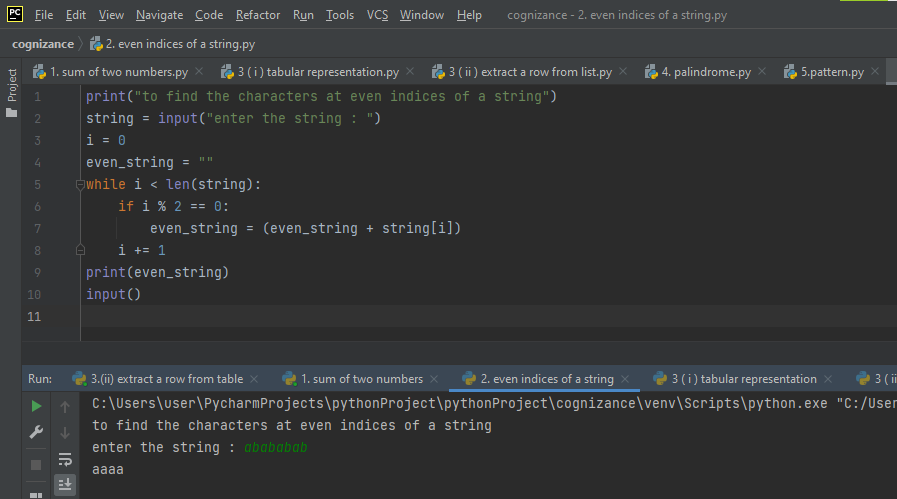 PC File Edit View Navigate Code Refactor Run Tools VCS Window Help cognizance - 2. even indices of a string.py
cognizance 2. even indices of a string.py
Project
1. sum of two numbers.py 3 ( i ) tabular representation.py 3 ( ii ) extract a row from list.py 4. palindrome.py 5.pattern.py
1 print("to find the characters at even indices of a string")
2 string = input("enter the string : ")
3 i = 0
4 even_string = ""
5 while i < len(string):
6 if i % 2 == 0:
7 even_string = (even_string + string[i])
8 i += 1
9 print(even_string)
10 input()
11
Run: 3.(ii) extract a row from table 1. sum of two numbers 2. even indices of a string 3 ( i ) tabular representation 3 ( ii
C:\Users\user\PycharmProjects\pythonProject\pythonProject\cognizance\venv\Scripts\python.exe "C:/User
to find the characters at even indices of a string
enter the string : abababab
aaaa